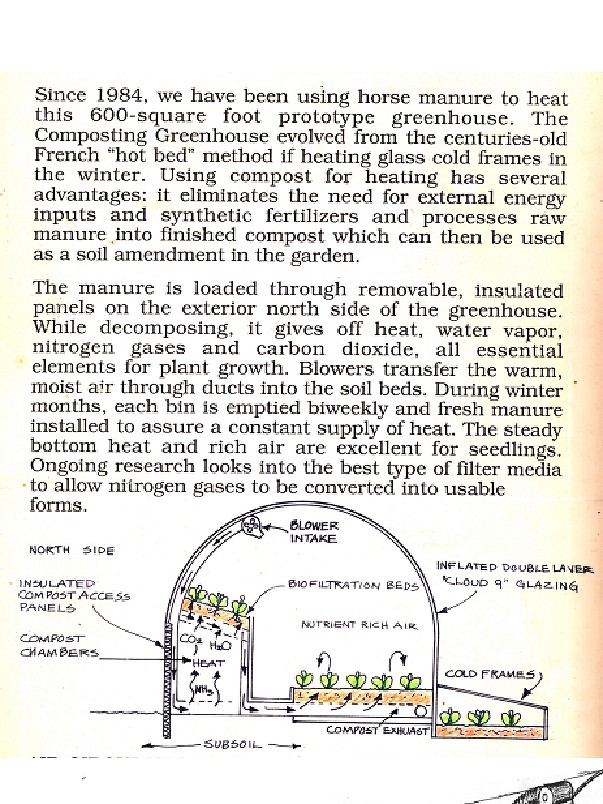 Since 1984, we have been using horse manure to heat
this 600-square foot prototype greenhouse. The
Composting Greenhouse evolved from the centuries-old
French "hot bed" method if heating glass cold frames in
the winter. Using compost for heating has several
advantages: it eliminates the need for external energy
inputs and synthetic fertilizers and processes raw
manure into finished compost which can then be used
as a soil amendment in the garden.
The manure is loaded through removable, insulated
panels on the exterior north side of the greenhouse.
While decomposing, it gives off heat, water vapor,
nitrogen gases and carbon dioxide, all essential
elements for plant growth. Blowers transfer the warm,
moist air through ducts into the soil beds. During winter
months, each bin is emptied biweekly and fresh manure
installed to assure a constant supply of heat. The steady
bottom heat and rich air are excellent for seedlings.
Ongoing research looks into the best type of filter media
to allow nitrogen gases to be converted into usable
forms.
BLOWER
INTAKE
NORTH SIDE
INFLATED DOUBLE LAYER
"CLOUD 9" GLAZING
INSULATED
COMPOST ACCESS
PANELS
BIOFILTRATION BEDS
NUTRIENT RICH AIR
CO₂
H₂O
COMPOST
CHAMBERS
HEAT
COLD FRAMES
NH₃
COMPOST EXHUAST
SUBSOIL